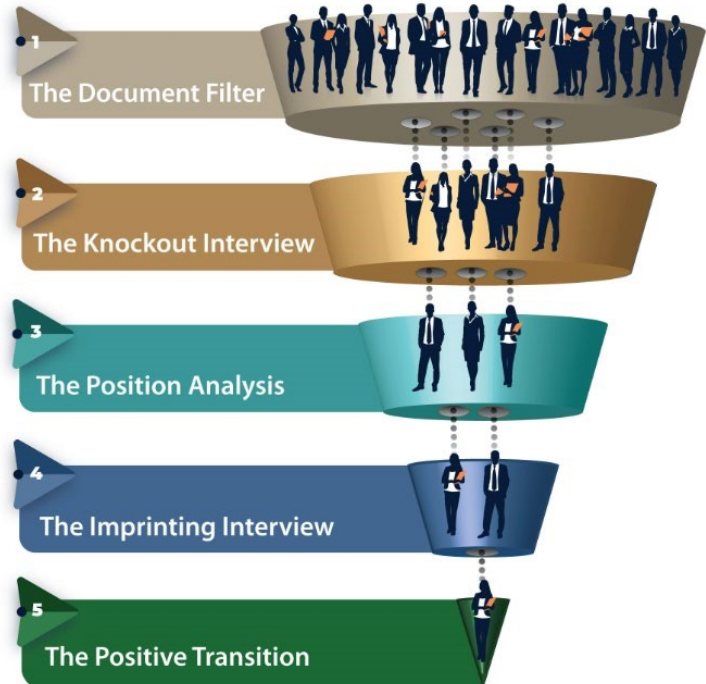 1
The Document Filter
2
The Knockout Interview
3
The Position Analysis
4
The Imprinting Interview
5
The Positive Transition